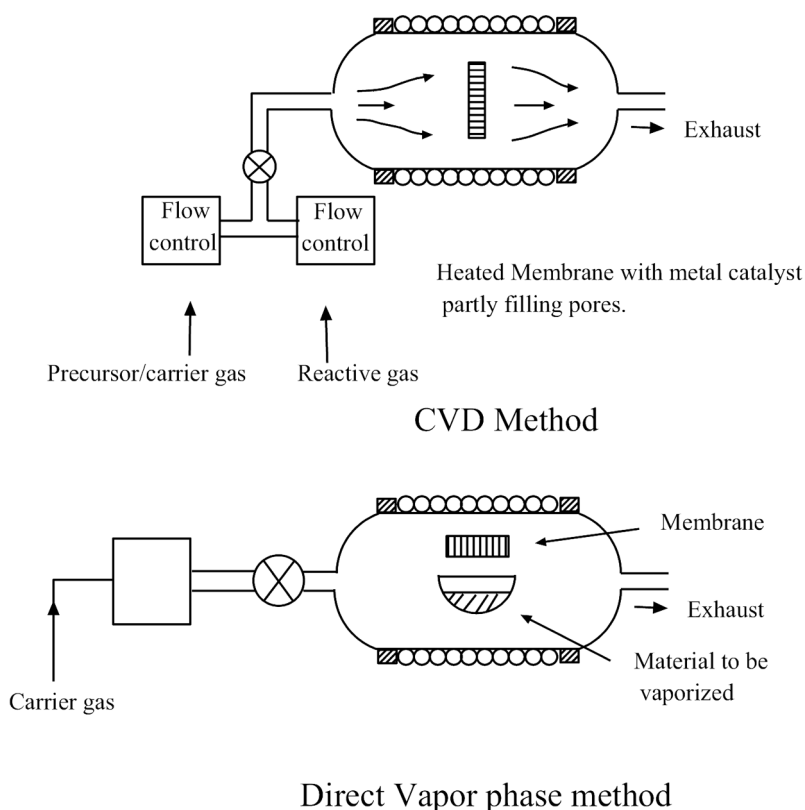 Exhaust
Flow
control
Flow
control
Heated Membrane with metal catalyst
partly filling pores.
Precursor/carrier gas
Reactive gas
CVD Method
Membrane
Exhaust
Material to be
vaporized
Carrier gas
Direct Vapor phase method